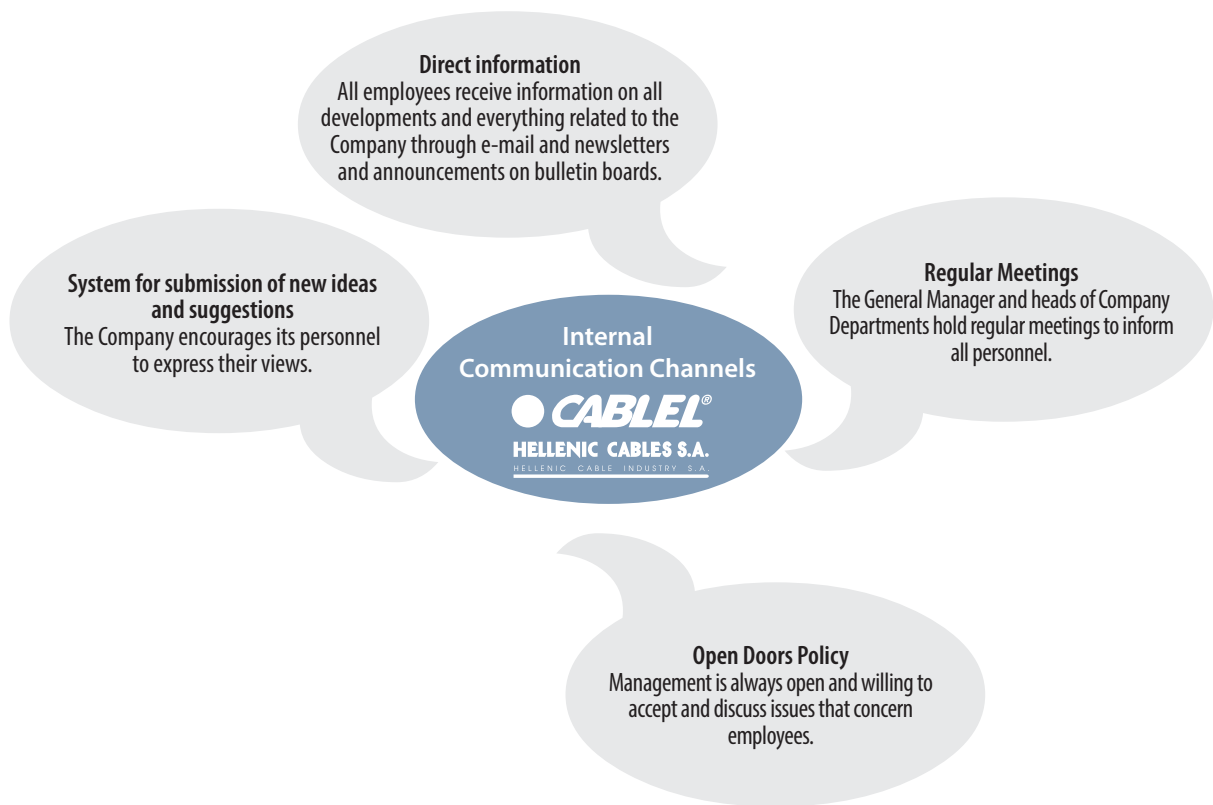 Direct information
All employees receive information on all
developments and everything related to the
Company through e-mail and newsletters
and announcements on bulletin boards.
System for submission of new ideas
and suggestions
The Company encourages its personnel
to express their views.
Regular Meetings
The General Manager and heads of Company
Departments hold regular meetings to inform
all personnel.
Internal
Communication Channels
CABLEL®
HELLENIC CABLES S.A.
HELLENIC CABLE INDUSTRY S.A.
Open Doors Policy
Management is always open and willing to
accept and discuss issues that concern
employees.